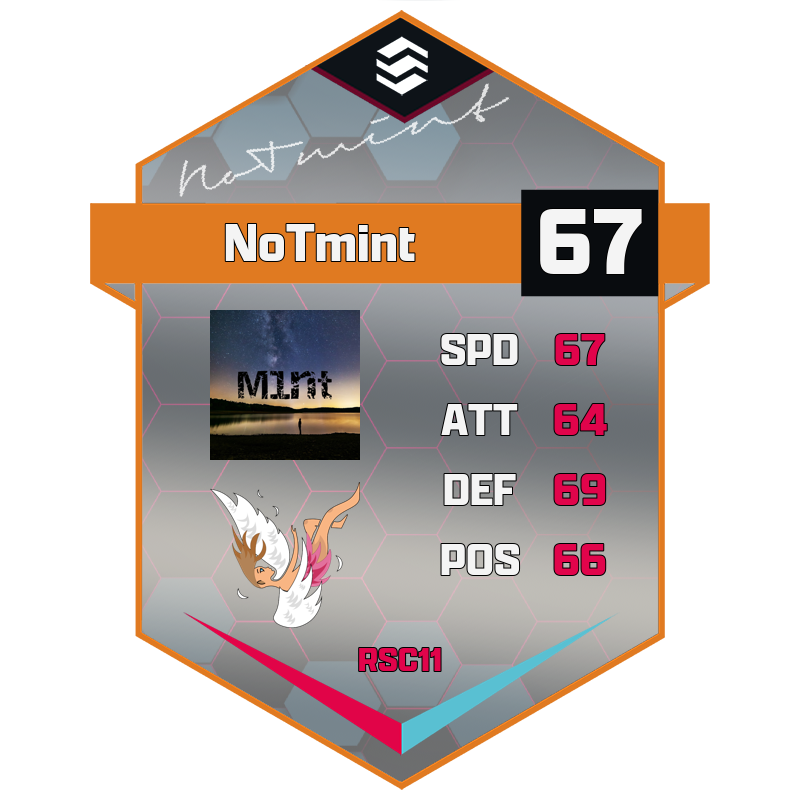 NoTmint
NoTmint
67
M1nt
SPD 67
ATT 64
DEF 69
POS 66
RSC11